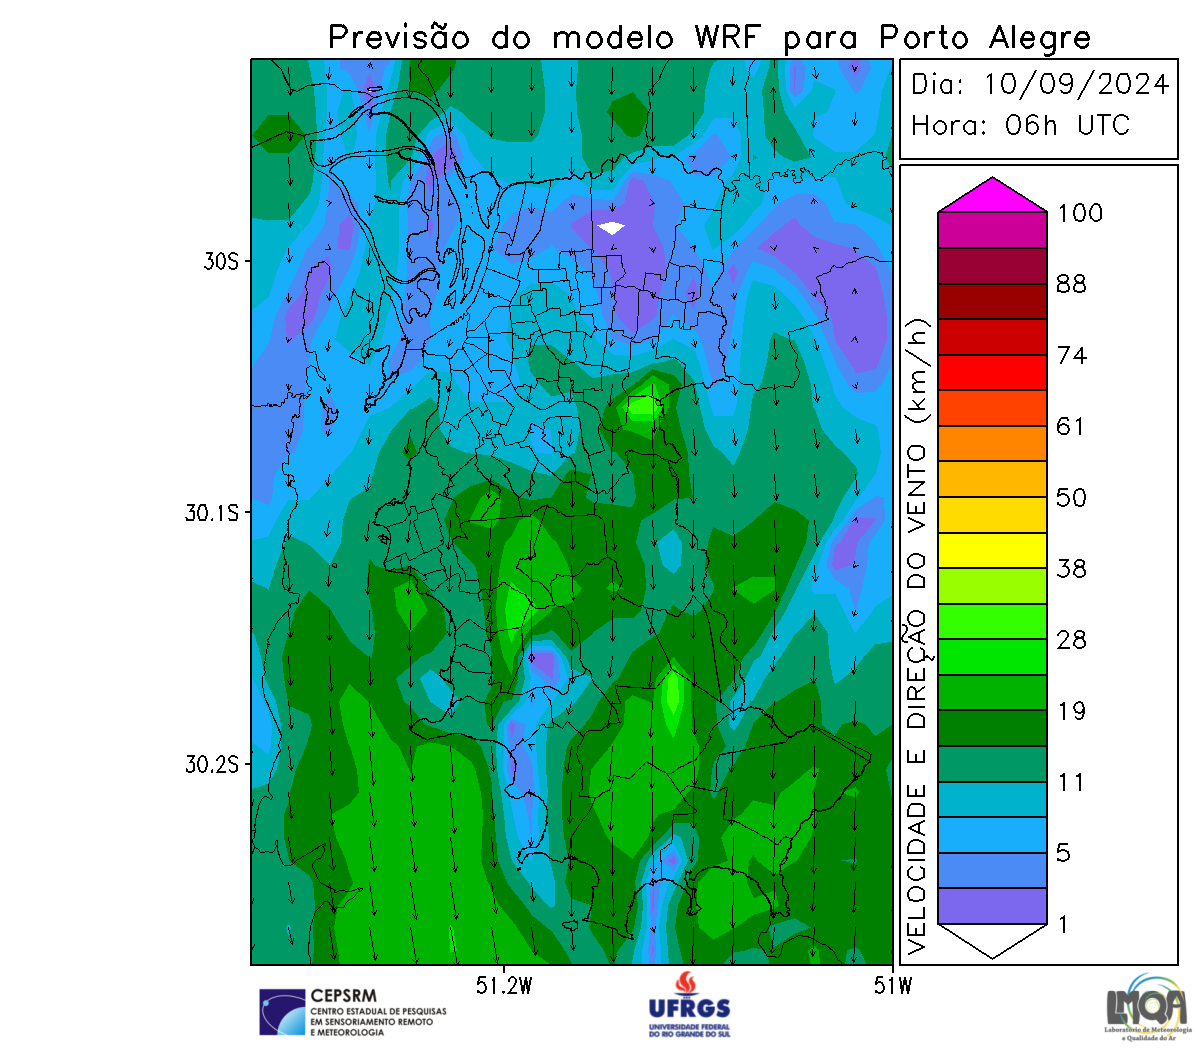 Previsão do modelo WRF para Porto Alegre
Dia: 10/09/2024
Hora: 06h UTC
30S
30.1S
30.2S
51.2W
51W
VELOCIDADE E DIREÇÃO DO VENTO (km/h)
100
88
74
61
50
38
28
19
11
5
1
CEPSRM
CENTRO ESTADUAL DE PESQUISAS
EM SENSORIAMENTO REMOTO
E METEOROLOGIA
UFRGS
UNIVERSIDADE FEDERAL
DO RIO GRANDE DO SUL
LMQA
Laboratório de Meteorologia
e Qualidade do Ar